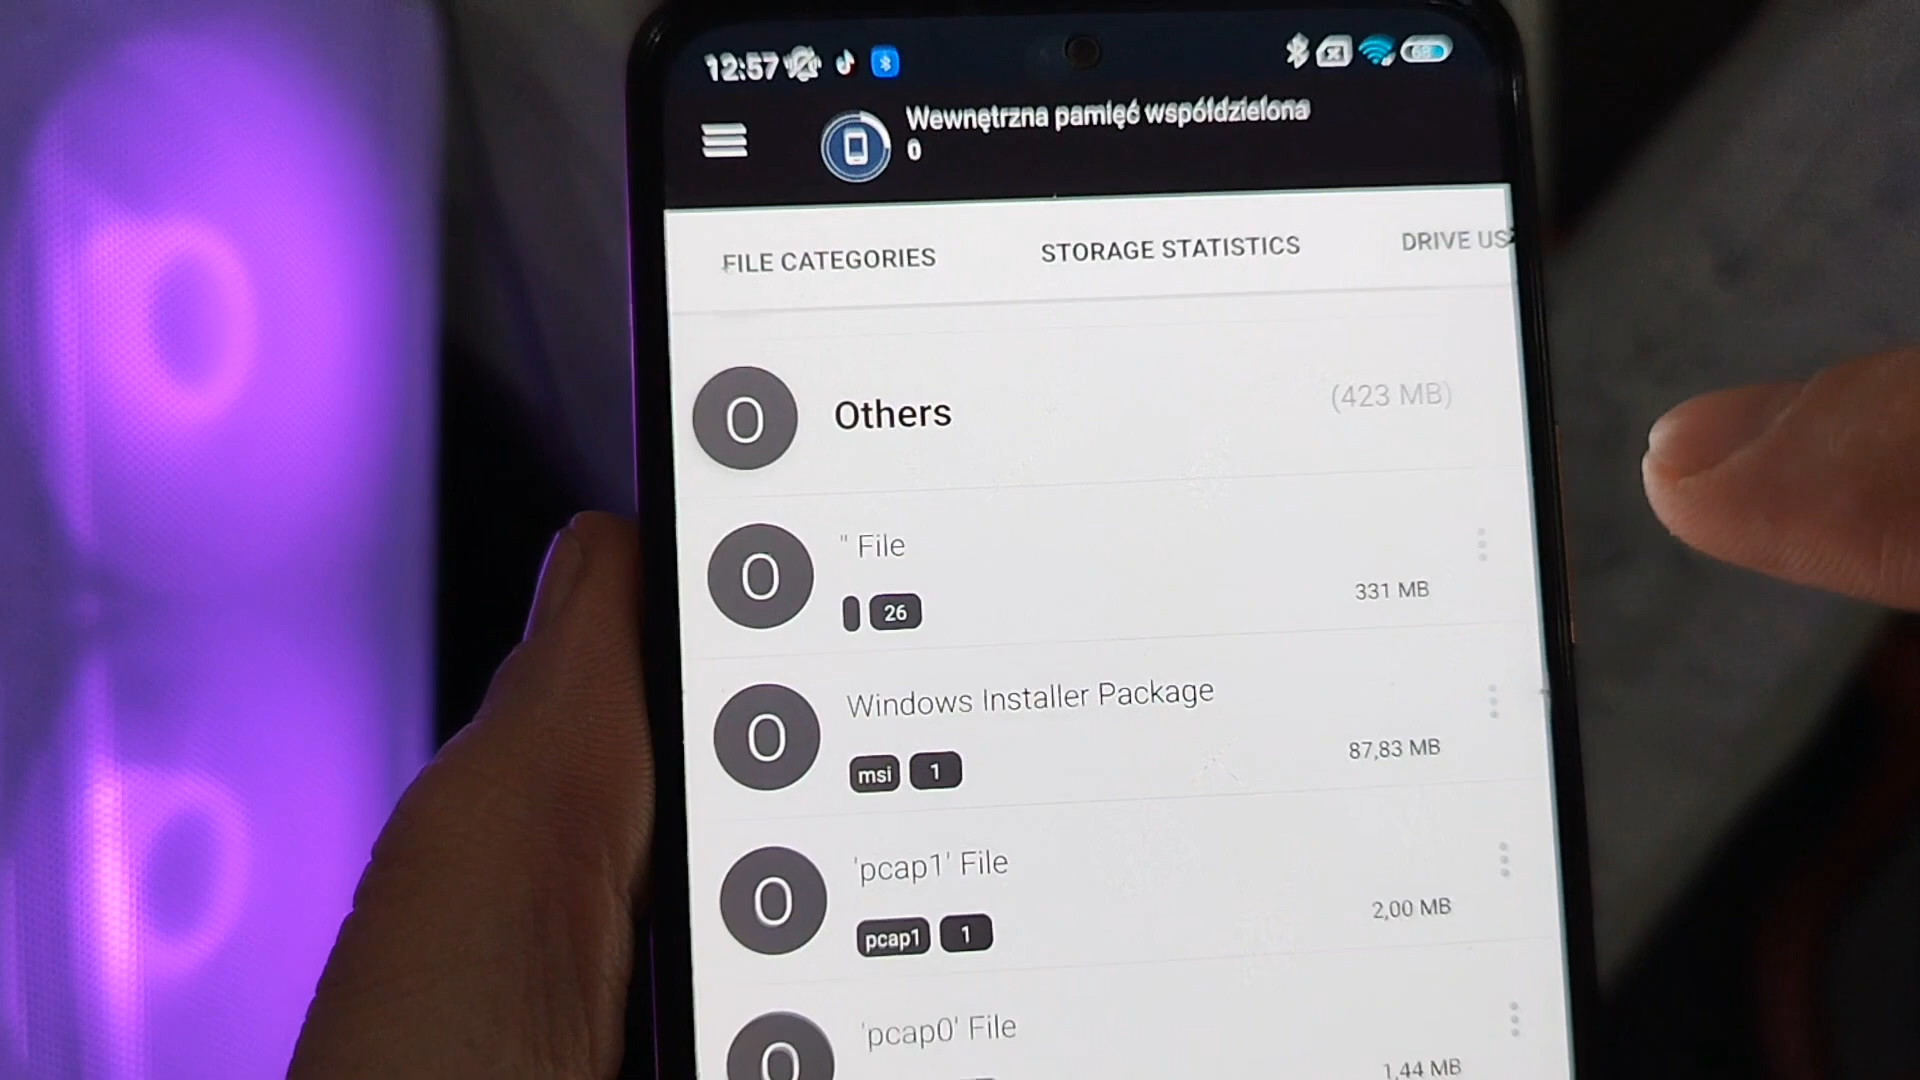 12:57
68
Wewnętrzna pamięć współdzielona
0
FILE CATEGORIES
STORAGE STATISTICS
DRIVE US
O
Others
(423 MB)
O
'' File
26
331 MB
O
Windows Installer Package
msi
1
87,83 MB
O
'pcap1' File
pcap1
1
2,00 MB
O
'pcap0' File
1,44 MB